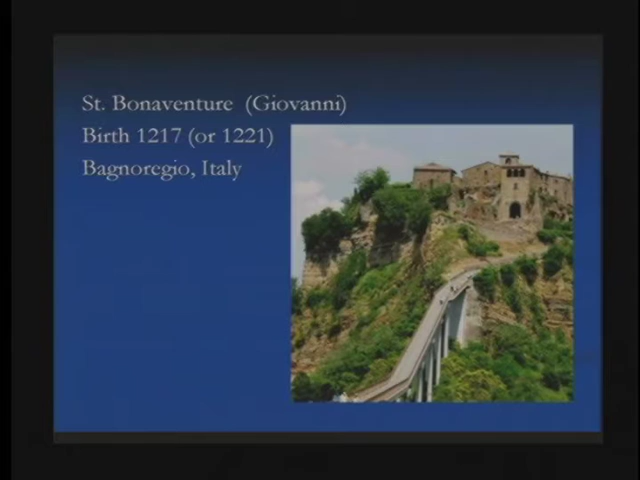 St. Bonaventure (Giovanni)
Birth 1217 (or 1221)
Bagnoregio, Italy